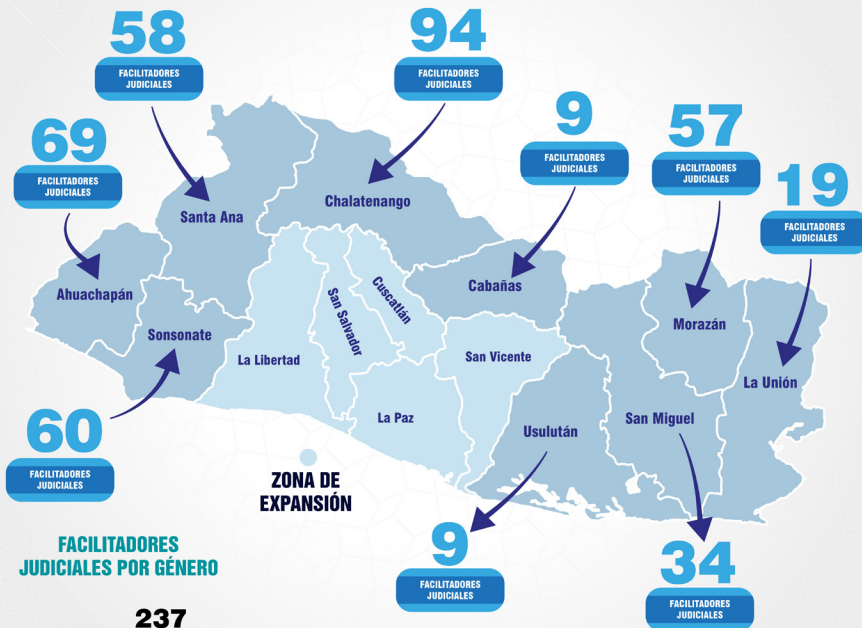 58
FACILITADORES
JUDICIALES
94
FACILITADORES
JUDICIALES
9
FACILITADORES
JUDICIALES
57
FACILITADORES
JUDICIALES
69
FACILITADORES
JUDICIALES
19
FACILITADORES
JUDICIALES
Santa Ana
Chalatenango
Ahuachapán
Sonsonate
La Libertad
San Salvador
Cuscatlán
Cabañas
San Vicente
La Paz
Usulután
San Miguel
Morazán
La Unión
60
FACILITADORES
JUDICIALES
ZONA DE
EXPANSIÓN
9
FACILITADORES
JUDICIALES
34
FACILITADORES
JUDICIALES
FACILITADORES
JUDICIALES POR GÉNERO
237